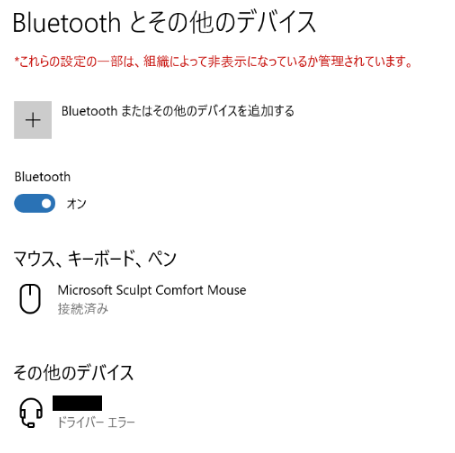 Bluetooth とその他のデバイス
*これらの設定の一部は、組織によって非表示になっているか管理されています。
Bluetooth またはその他のデバイスを追加する
Bluetooth
オン
マウス、キーボード、ペン
Microsoft Sculpt Comfort Mouse
接続済み
その他のデバイス
ドライバー エラー